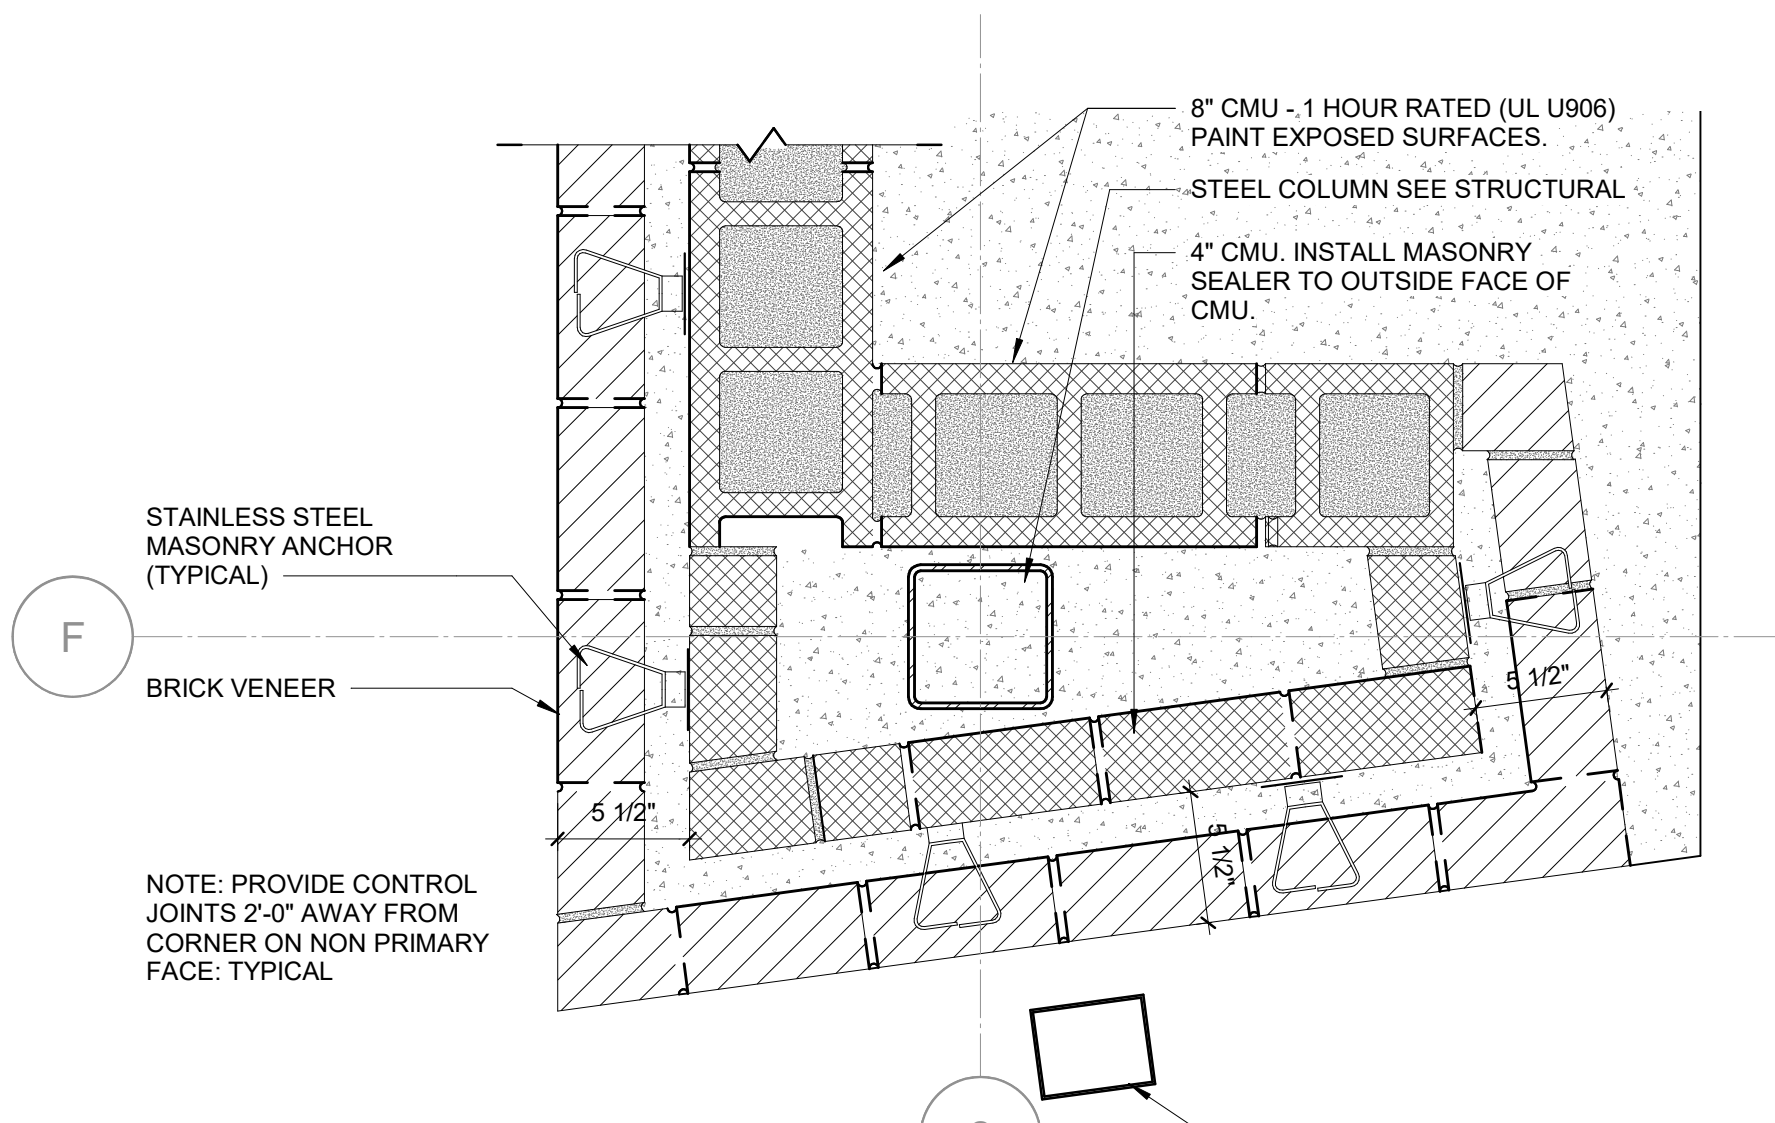 8" CMU - 1 HOUR RATED (UL U906)
PAINT EXPOSED SURFACES.
STEEL COLUMN SEE STRUCTURAL
4" CMU. INSTALL MASONRY
SEALER TO OUTSIDE FACE OF
CMU.
STAINLESS STEEL
MASONRY ANCHOR
(TYPICAL)
F
BRICK VENEER
5 1/2"
5 1/2"
5 1/2"
NOTE: PROVIDE CONTROL
JOINTS 2'-0" AWAY FROM
CORNER ON NON PRIMARY
FACE: TYPICAL